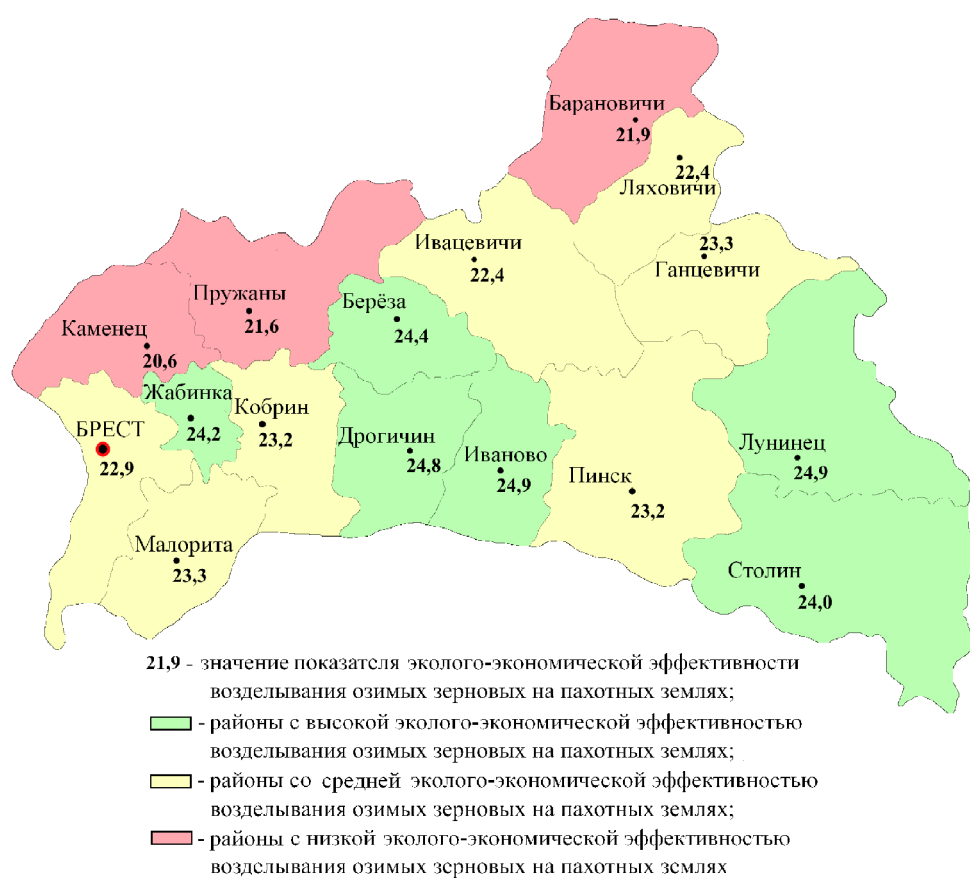 Барановичи
21,9
22,4
Ляховичи
23,3
Ганцевичи
Ивацевичи
22,4
Пружаны
21,6
Берёза
24,4
Каменец
20,6
Жабинка
24,2
Кобрин
23,2
БРЕСТ
22,9
Дрогичин
24,8
Иваново
24,9
Пинск
23,2
Лунинец
24,9
Малорита
23,3
Столин
24,0
21,9 - значение показателя эколого-экономической эффективности
возделывания озимых зерновых на пахотных землях;
- районы с высокой эколого-экономической эффективностью
возделывания озимых зерновых на пахотных землях;
- районы со средней эколого-экономической эффективностью
возделывания озимых зерновых на пахотных землях;
- районы с низкой эколого-экономической эффективностью
возделывания озимых зерновых на пахотных землях